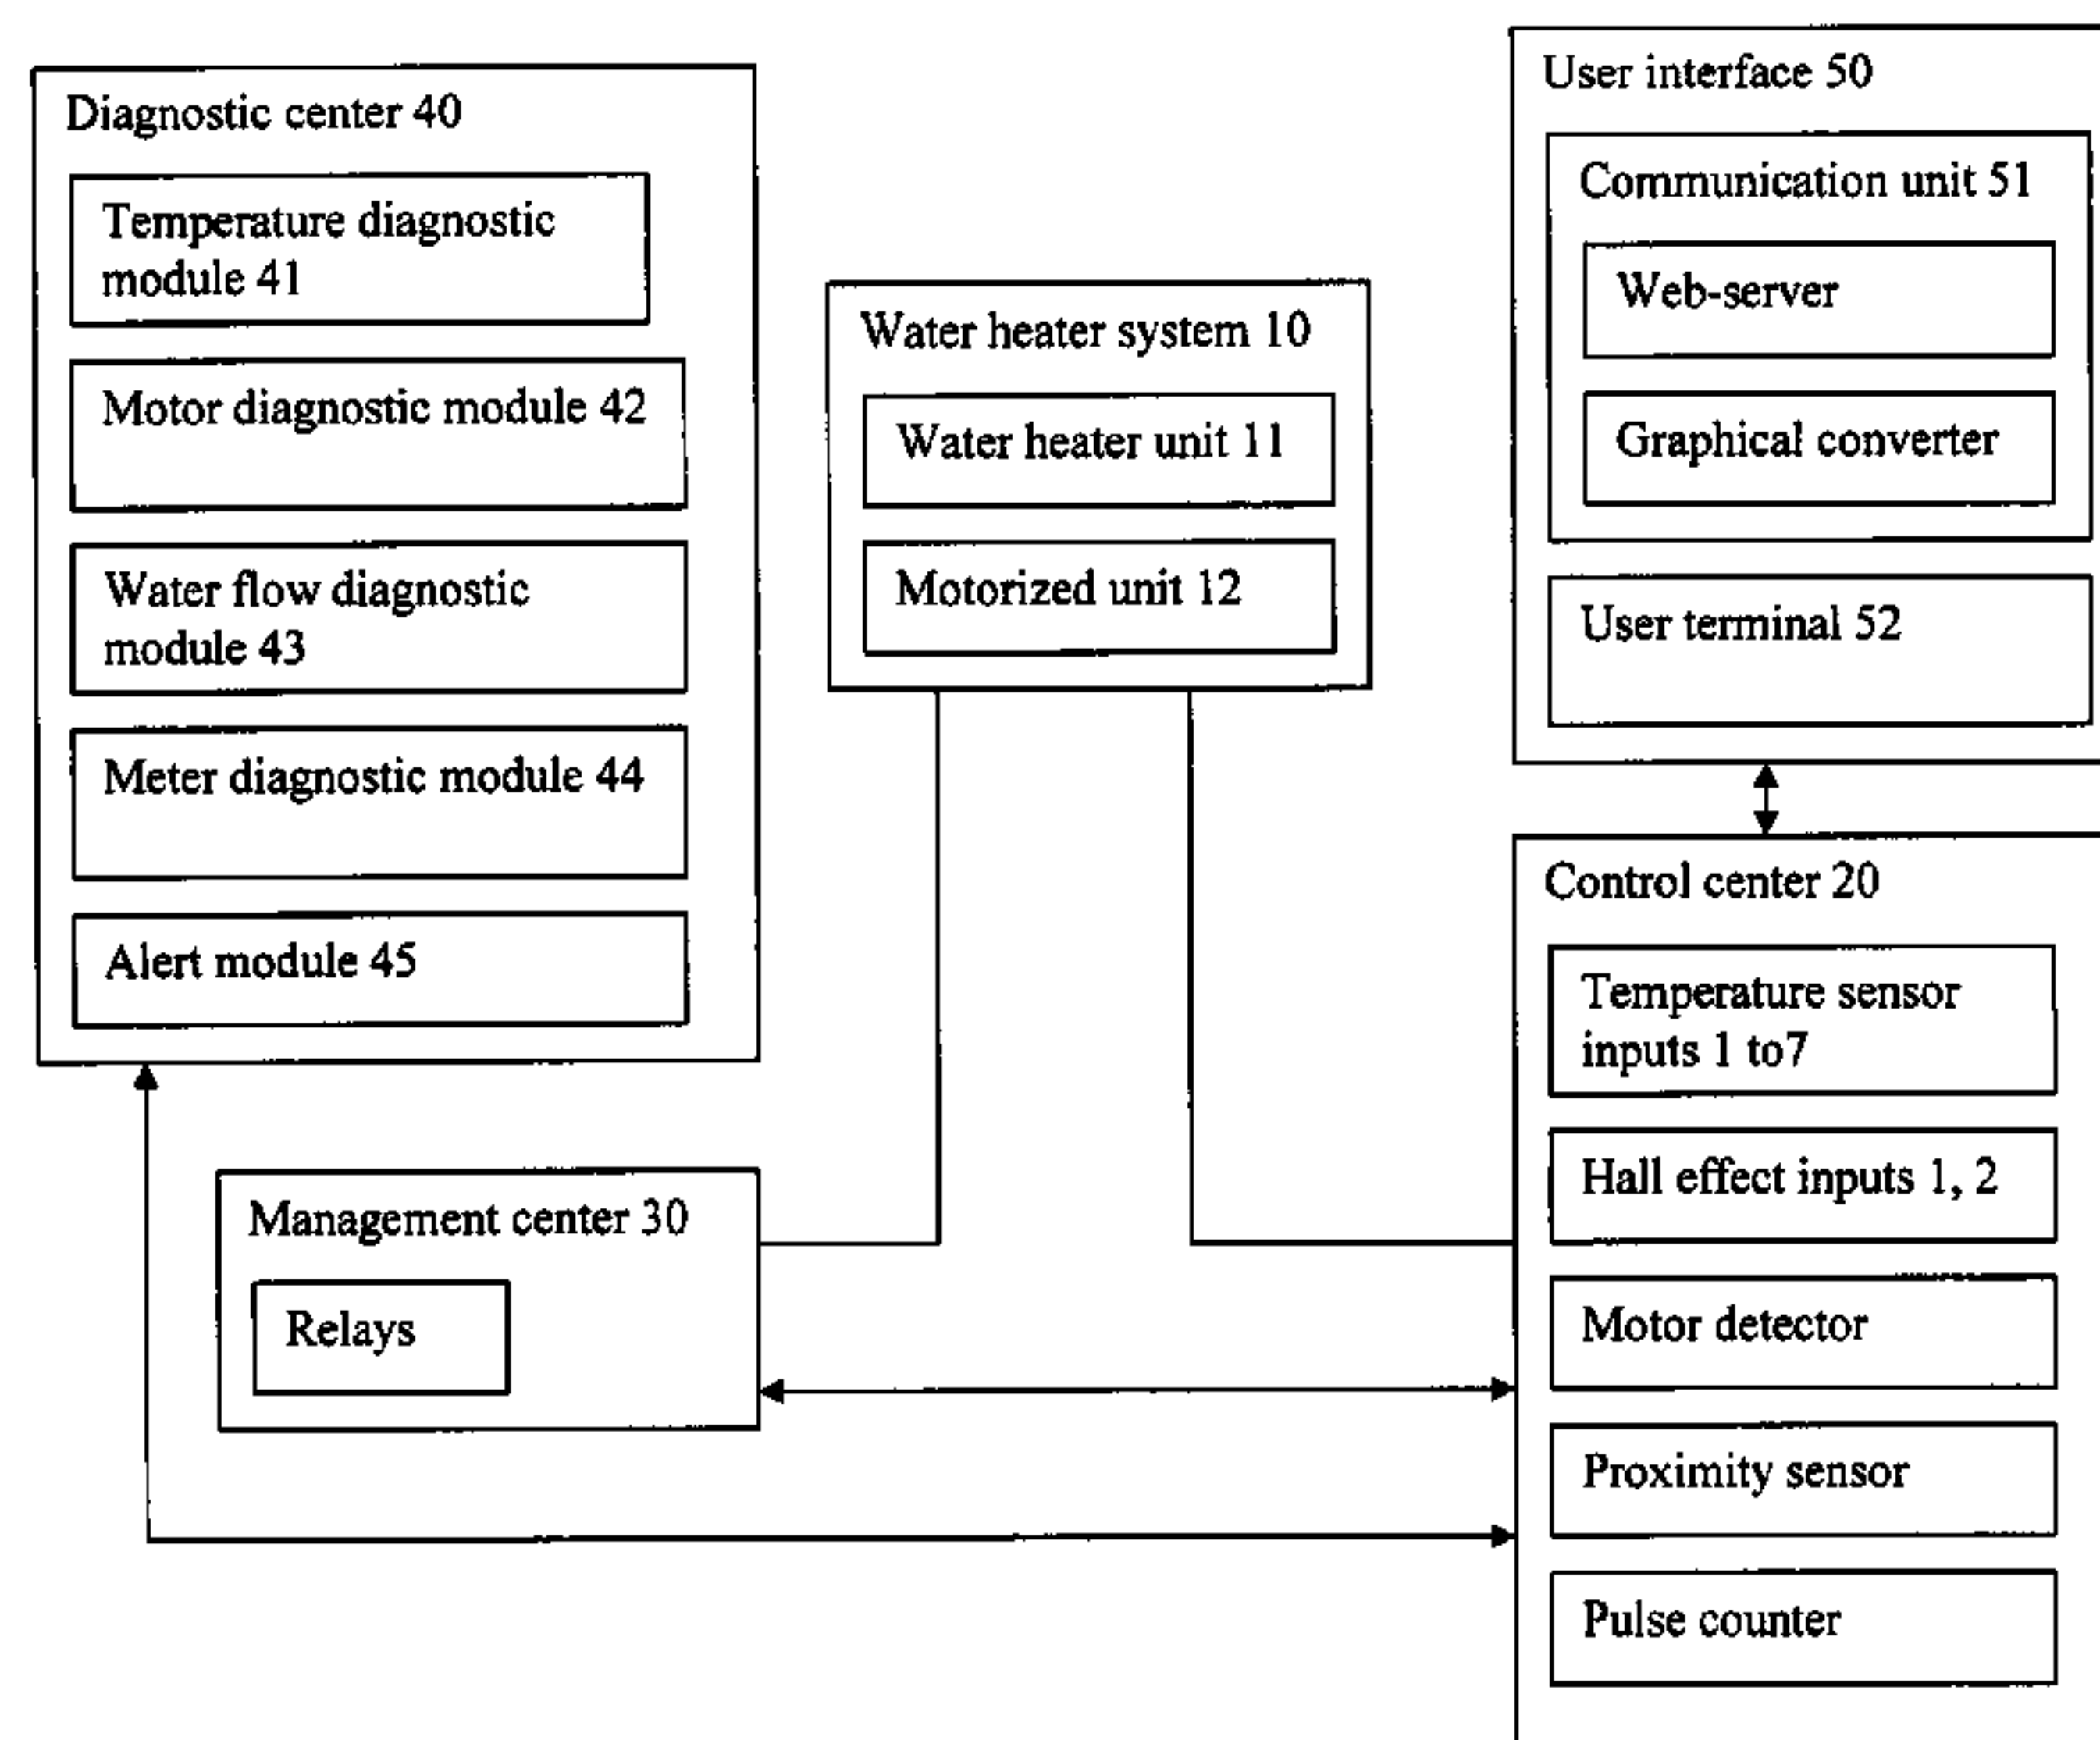 Diagnostic center 40
Temperature diagnostic
module 41
Motor diagnostic module 42
Water flow diagnostic
module 43
Meter diagnostic module 44
Alert module 45
Water heater system 10
Water heater unit 11
Motorized unit 12
Management center 30
Relays
User interface 50
Communication unit 51
Web-server
Graphical converter
User terminal 52
Control center 20
Temperature sensor
inputs 1 to7
Hall effect inputs 1, 2
Motor detector
Proximity sensor
Pulse counter